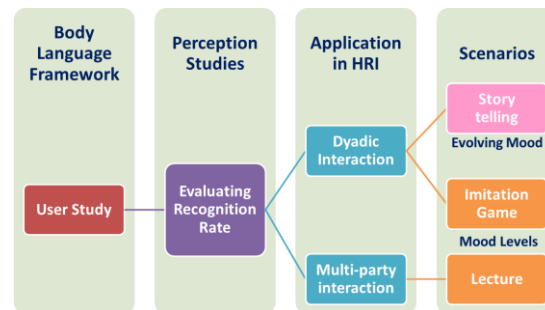 Body
Language
Framework
Perception
Studies
Application
in HRI
Scenarios
User Study
Evaluating
Recognition
Rate
Dyadic
Interaction
Multi-party
interaction
Story
telling
Evolving Mood
Imitation
Game
Mood Levels
Lecture